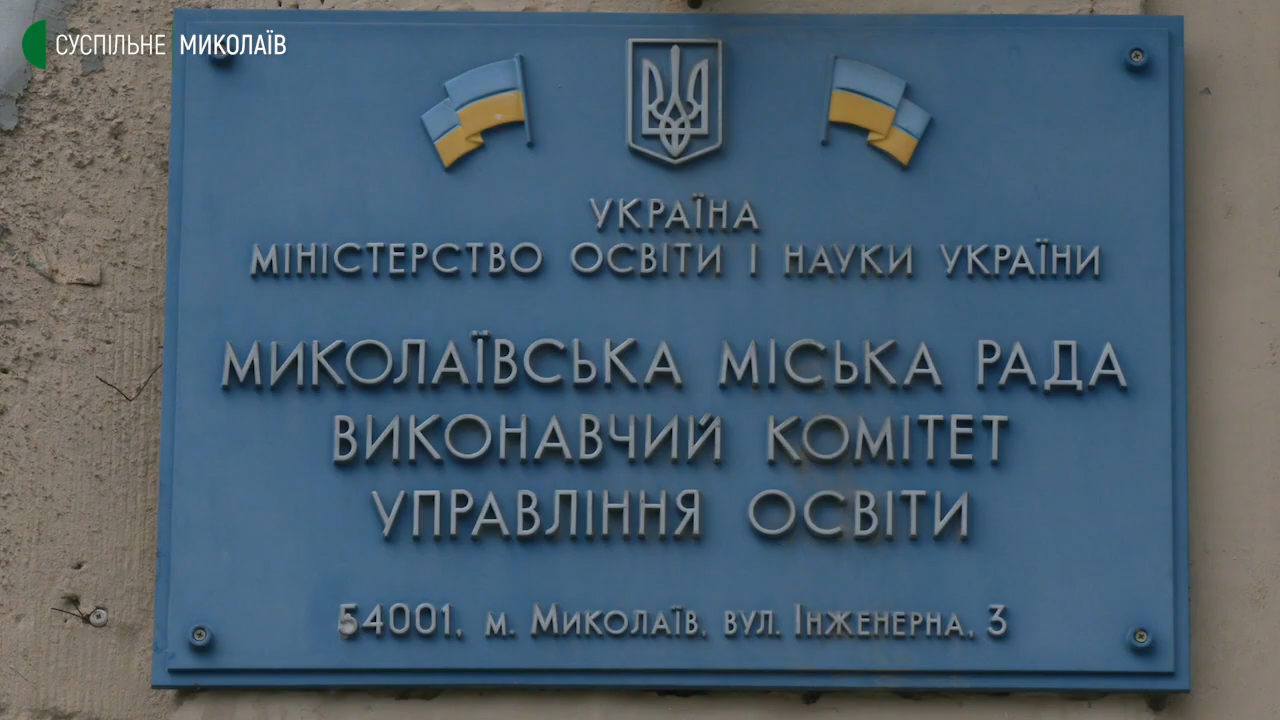 СУСПІЛЬНЕ МИКОЛАЇВ
УКРАЇНА
МІНІСТЕРСТВО ОСВІТИ І НАУКИ УКРАЇНИ
МИКОЛАЇВСЬКА МІСЬКА РАДА
ВИКОНАВЧИЙ КОМІТЕТ
УПРАВЛІННЯ ОСВІТИ
54001, м. Миколаїв, вул. Інженерна, 3